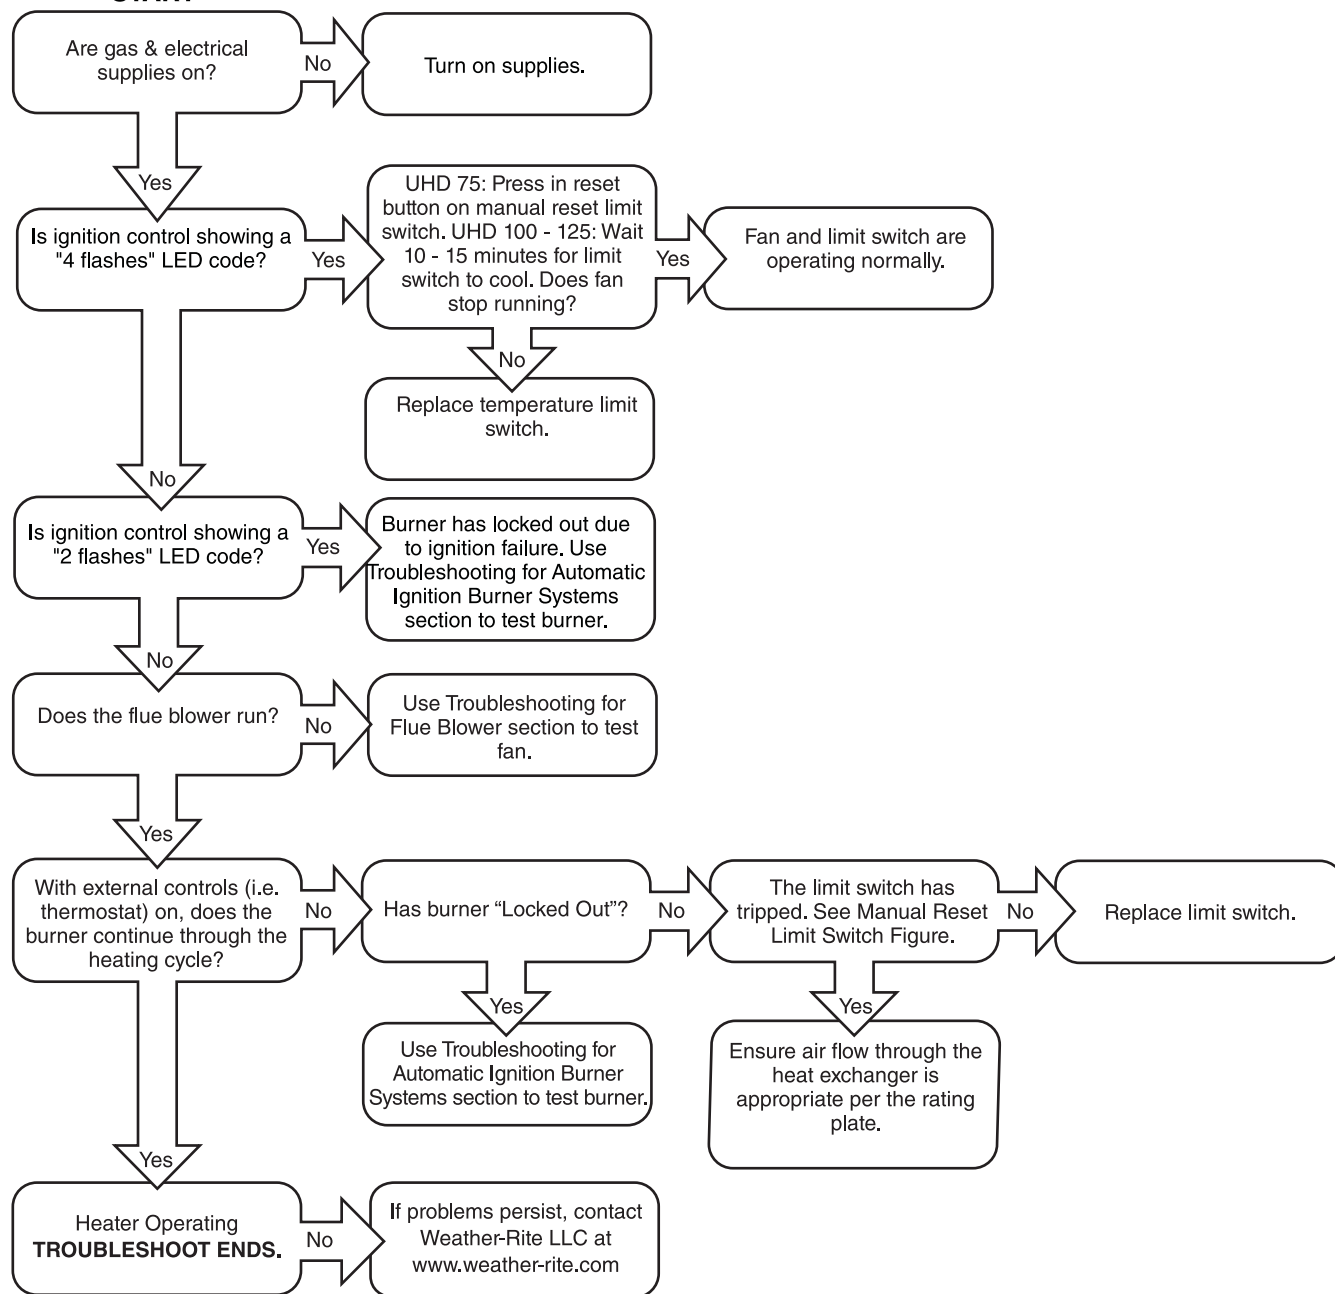 START
Are gas & electrical
supplies on?
No
Turn on supplies.
Yes
Is ignition control showing a
"4 flashes" LED code?
Yes
UHD 75: Press in reset
button on manual reset limit
switch. UHD 100 - 125: Wait
10 - 15 minutes for limit
switch to cool. Does fan
stop running?
Yes
Fan and limit switch are
operating normally.
No
Replace temperature limit
switch.
No
Is ignition control showing a
"2 flashes" LED code?
Yes
Burner has locked out due
to ignition failure. Use
Troubleshooting for Automatic
Ignition Burner Systems
section to test burner.
No
Does the flue blower run?
No
Use Troubleshooting for
Flue Blower section to test
fan.
Yes
With external controls (i.e.
thermostat) on, does the
burner continue through the
heating cycle?
No
Has burner “Locked Out”?
No
The limit switch has
tripped. See Manual Reset
Limit Switch Figure.
No
Replace limit switch.
Yes
Use Troubleshooting for
Automatic Ignition Burner
Systems section to test burner.
Yes
Ensure air flow through the
heat exchanger is
appropriate per the rating
plate.
Yes
Heater Operating
TROUBLESHOOT ENDS.
No
If problems persist, contact
Weather-Rite LLC at
www.weather-rite.com